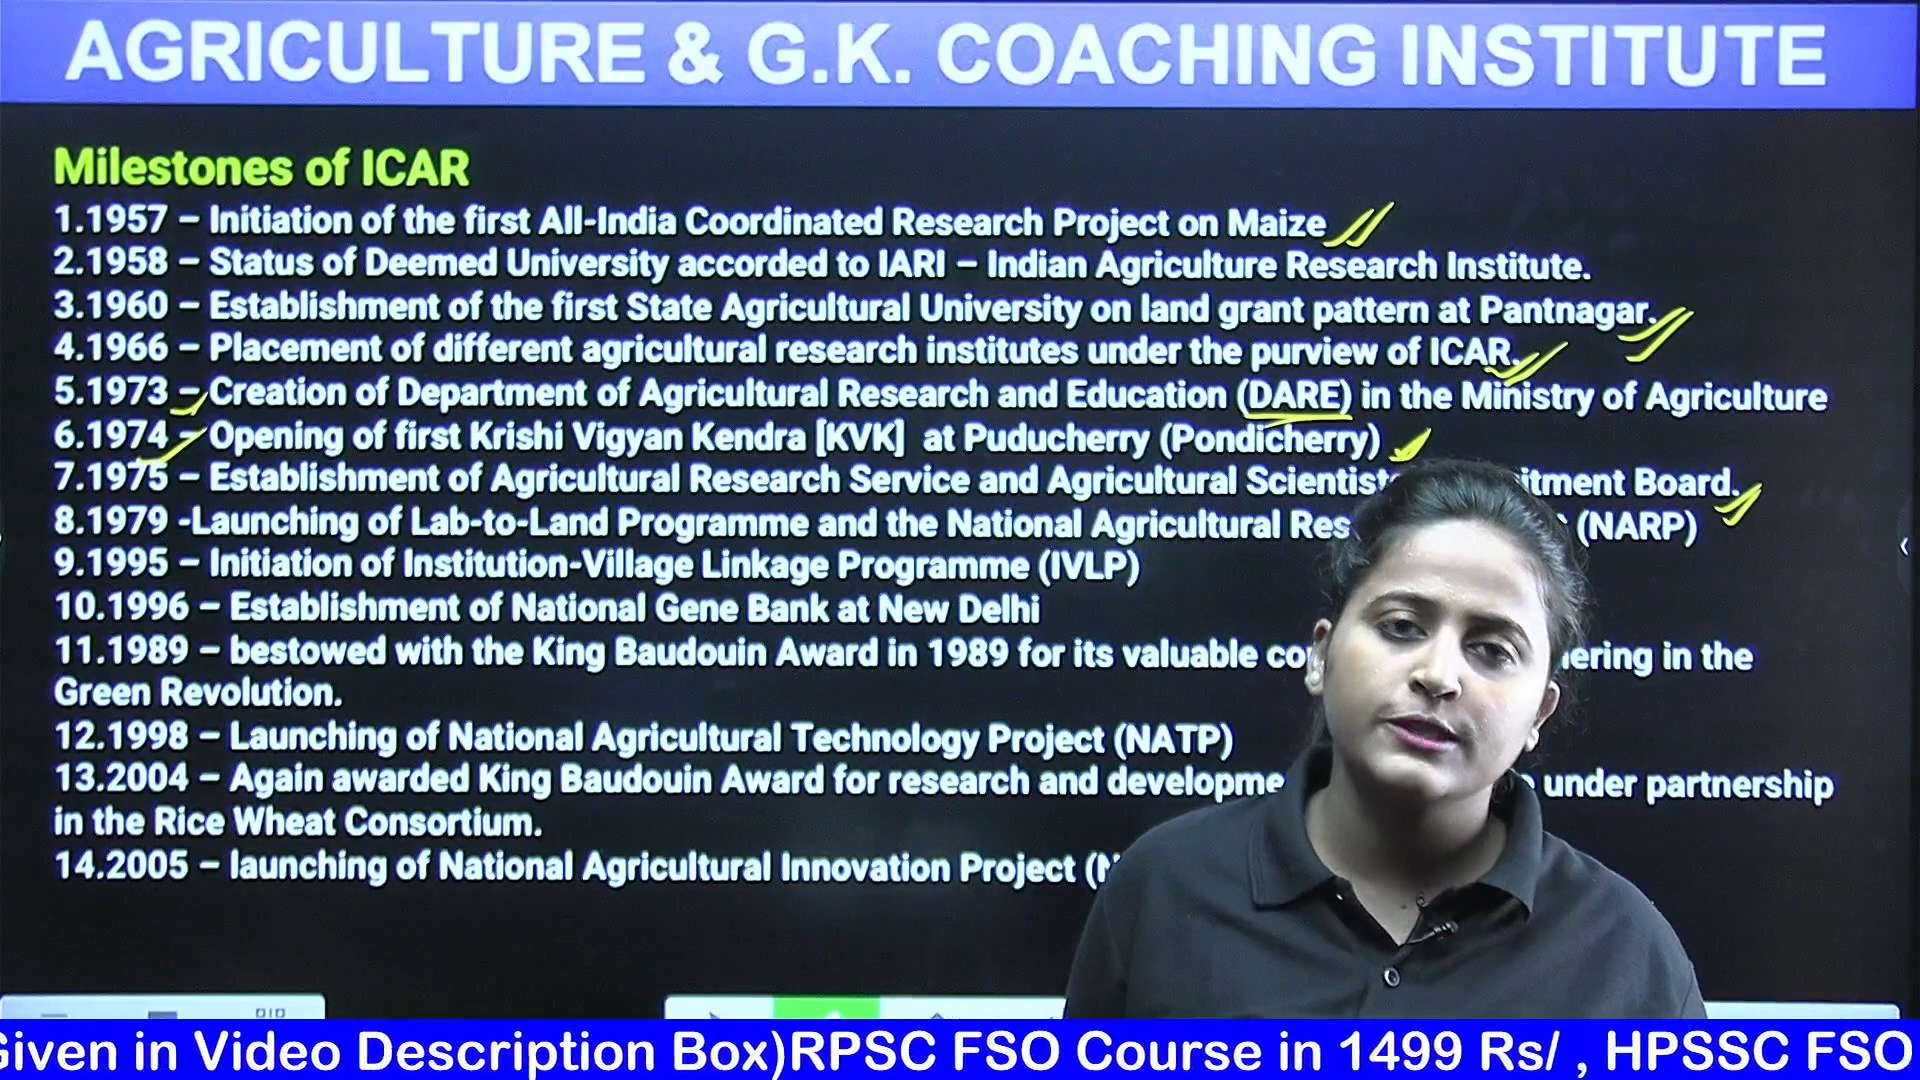 AGRICULTURE & G.K. COACHING INSTITUTE
Milestones of ICAR
1.1957 – Initiation of the first All-India Coordinated Research Project on Maize
2.1958 – Status of Deemed University accorded to IARI – Indian Agriculture Research Institute.
3.1960 – Establishment of the first State Agricultural University on land grant pattern at Pantnagar.
4.1966 – Placement of different agricultural research institutes under the purview of ICAR.
5.1973 – Creation of Department of Agricultural Research and Education (DARE) in the Ministry of Agriculture
6.1974 – Opening of first Krishi Vigyan Kendra [KVK] at Puducherry (Pondicherry)
7.1975 – Establishment of Agricultural Research Service and Agricultural Board.
8.1979 -Launching of Lab-to-Land Programme and the National Agricultural (NARP)
9.1995 – Initiation of Institution-Village Linkage Programme (IVLP)
10.1996 – Establishment of National Gene Bank at New Delhi
11.1989 – bestowed with the King Baudouin Award in 1989 for its valuable in the
Green Revolution.
12.1998 – Launching of National Agricultural Technology Project (NATP)
13.2004 – Again awarded King Baudouin Award for research and under partnership
in the Rice Wheat Consortium.
14.2005 – launching of National Agricultural Innovation Project
Given in Video Description Box)RPSC FSO Course in 1499 Rs/ , HPSSC FSO